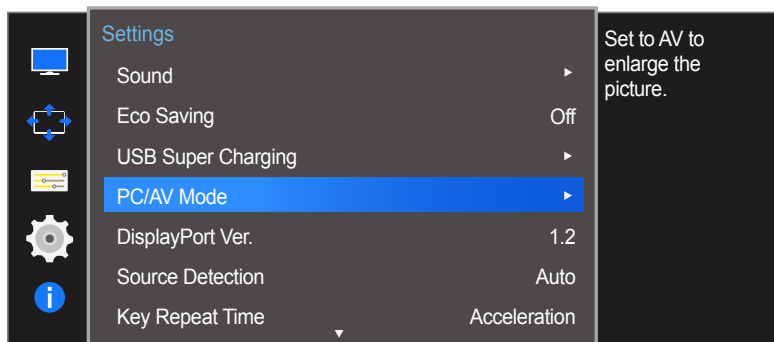 Settings
Sound
Eco Saving Off
USB Super Charging
PC/AV Mode
DisplayPort Ver. 1.2
Source Detection Auto
Key Repeat Time Acceleration
Set to AV to
enlarge the
picture.